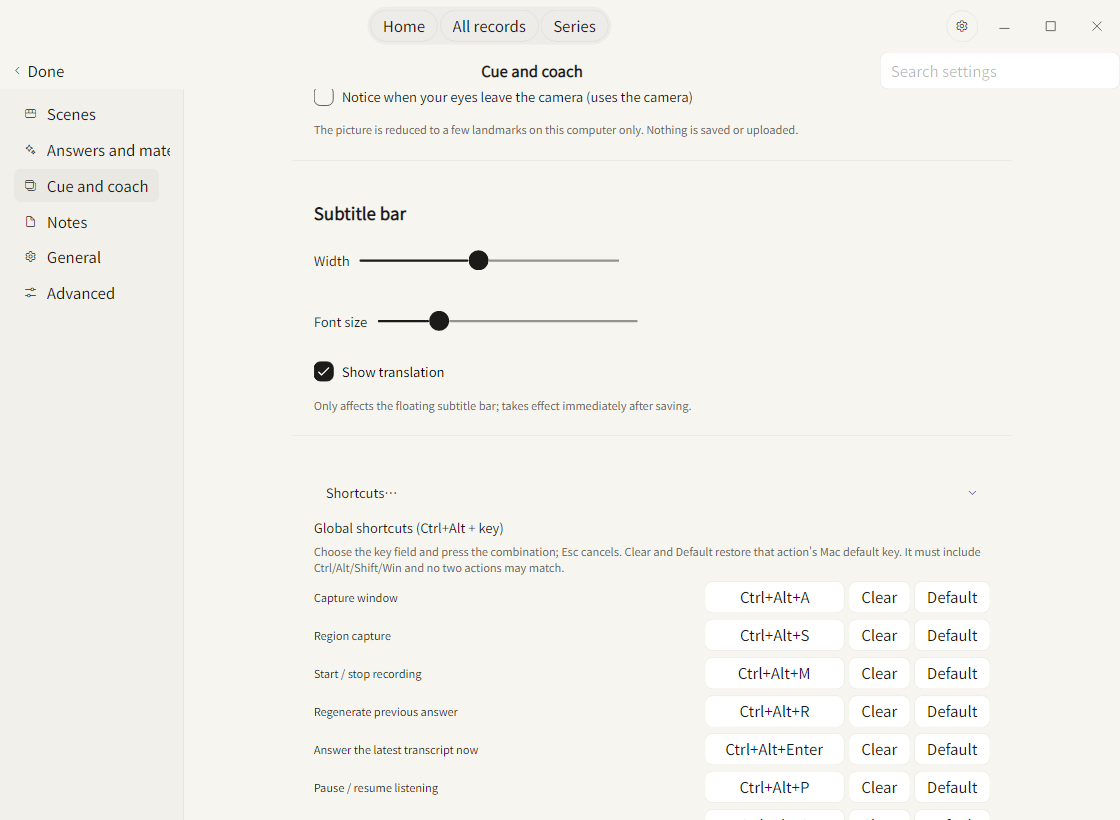 Home
All records
Series
Done
Cue and coach
Search settings
Scenes
Answers and mate
Cue and coach
Notes
General
Advanced
Notice when your eyes leave the camera (uses the camera)
The picture is reduced to a few landmarks on this computer only. Nothing is saved or uploaded.
Subtitle bar
Width
Font size
Show translation
Only affects the floating subtitle bar; takes effect immediately after saving.
Shortcuts…
Global shortcuts (Ctrl+Alt + key)
Choose the key field and press the combination; Esc cancels. Clear and Default restore that action's Mac default key. It must include
Ctrl/Alt/Shift/Win and no two actions may match.
Capture window Ctrl+Alt+A Clear Default
Region capture Ctrl+Alt+S Clear Default
Start / stop recording Ctrl+Alt+M Clear Default
Regenerate previous answer Ctrl+Alt+R Clear Default
Answer the latest transcript now Ctrl+Alt+Enter Clear Default
Pause / resume listening Ctrl+Alt+P Clear Default